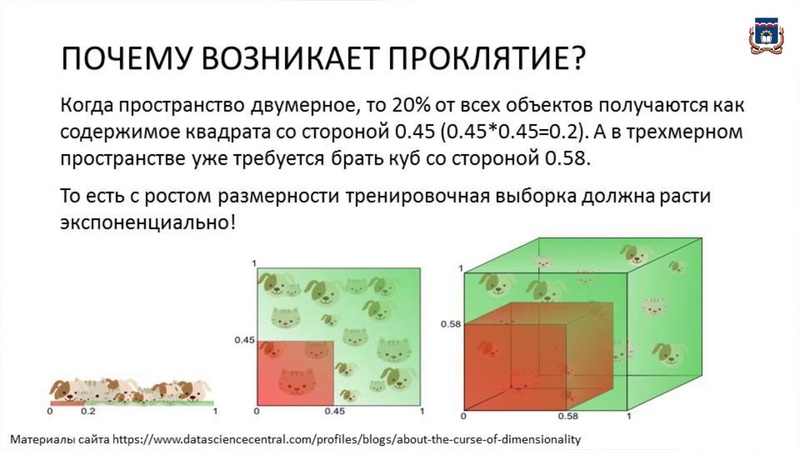 ПОЧЕМУ ВОЗНИКАЕТ ПРОКЛЯТИЕ?
Когда пространство двумерное, то 20% от всех объектов получаются как
содержимое квадрата со стороной 0.45 (0.45*0.45=0.2). А в трехмерном
пространстве уже требуется брать куб со стороной 0.58.
То есть с ростом размерности тренировочная выборка должна расти
экспоненциально!
0 0.2 1
1
0.45
0 0.45 1
1
0.58
0 0.58 1
Материалы сайта https://www.datasciencecentral.com/profiles/blogs/about-the-curse-of-dimensionality